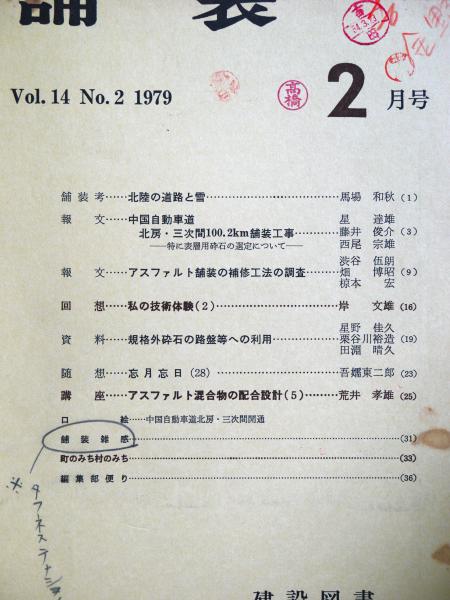 舗装
Vol.14 No.2 1979
高橋
2月号
舗装考……北陸の道路と雪……馬場 和秋(1)
報文……中国自動車道
北房・三次間100.2km舗装工事……星 達雄 藤井 俊介 西尾 宗雄(3)
——特に表層用砕石の選定について——
報文……アスファルト舗装の補修工法の調査……渋谷 伍朗 畑 博昭 椋本 宏(9)
回想……私の技術体験(2)……岸 文雄(16)
資料……規格外砕石の路盤等への利用……星野 佳久 栗谷川裕造 田淵 晴久(19)
随想……忘月忘日(28)……吾嬬東二郎(23)
講座……アスファルト混合物の配合設計(5)……荒井 孝雄(25)
口絵……中国自動車道北房・三次間開通
舗装雑感……(31)
町のみち村のみち……(33)
編集部便り……(36)
※ タフネステナシ
建設図書